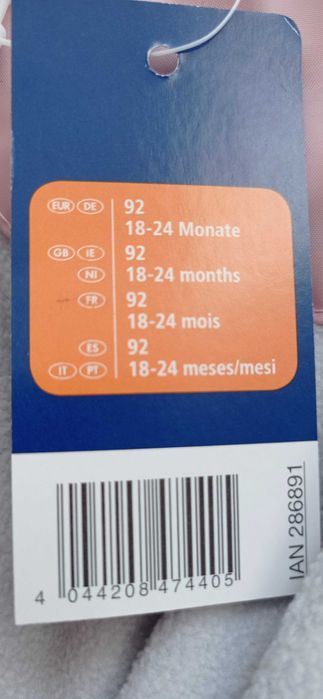 EUR DE 92
18-24 Monate
GB IE 92
NI 18-24 months
FR 92
18-24 mois
ES 92
IT PT 18-24 meses/mesi
IAN 286891
4 044208 474405